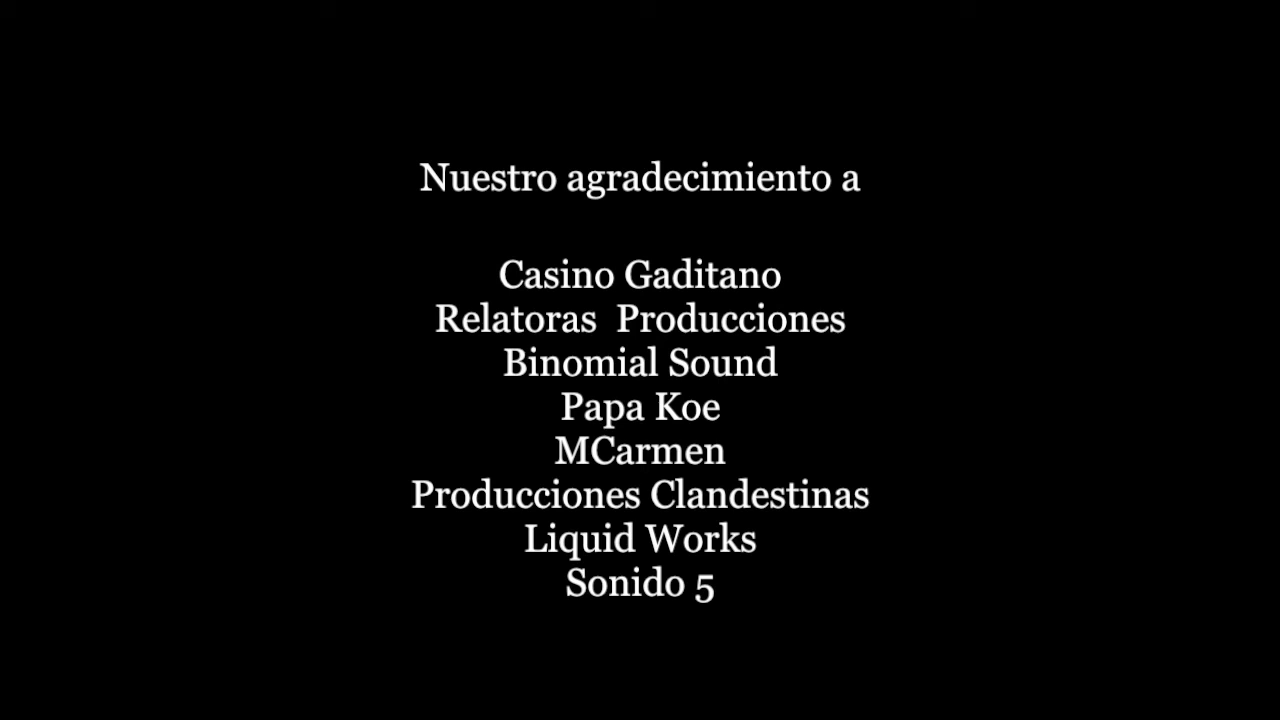 Nuestro agradecimiento a
Casino Gaditano
Relatoras  Producciones
Binomial Sound
Papa Koe
MCarmen
Producciones Clandestinas
Liquid Works
Sonido 5